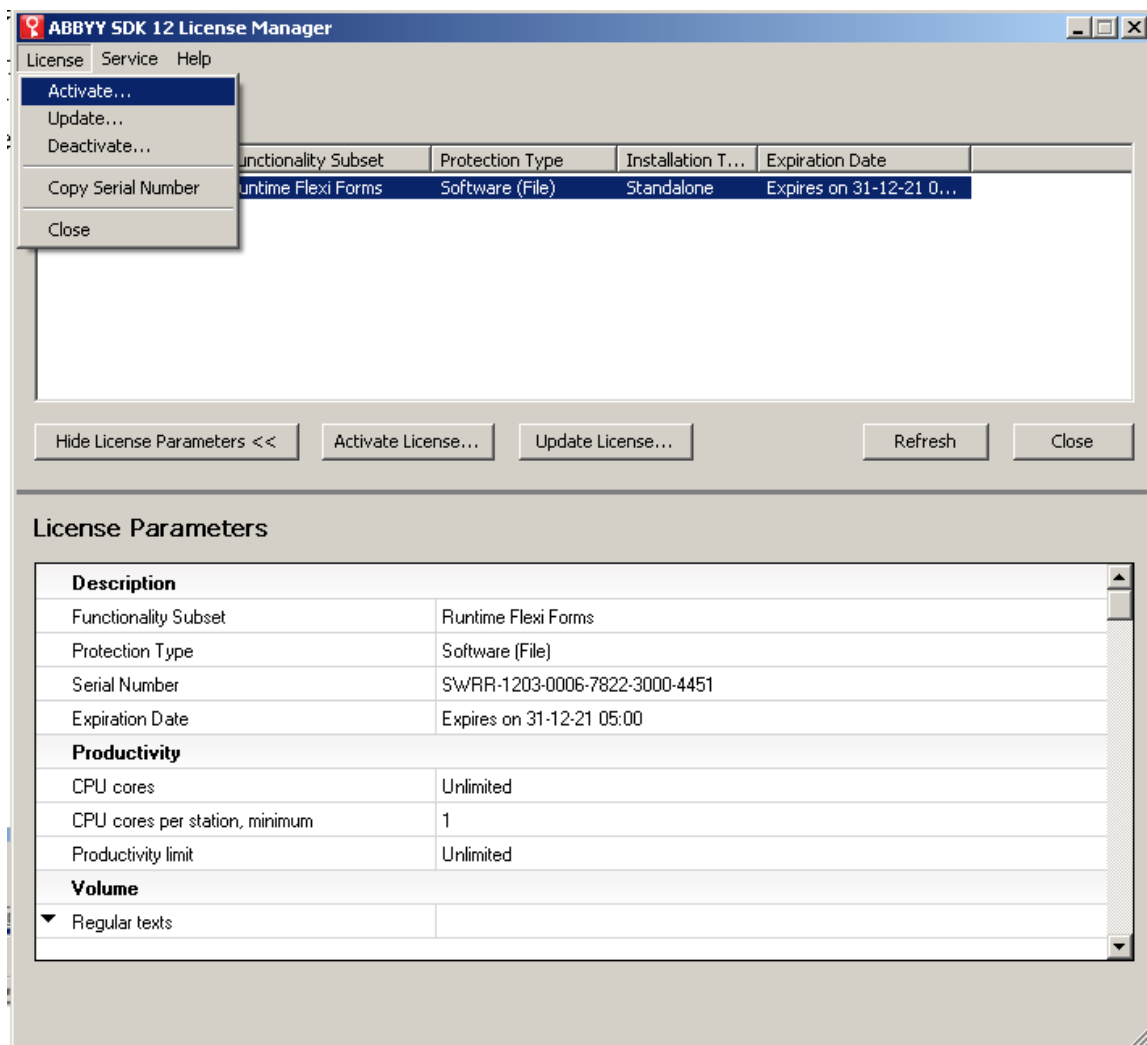 ABBYY SDK 12 License Manager
License Service Help
Activate...
Update...
Deactivate...
Copy Serial Number
Close
unctionality Subset Protection Type Installation T... Expiration Date
untime Flexi Forms Software (File) Standalone Expires on 31-12-21 0...
Hide License Parameters << Activate License... Update License... Refresh Close
License Parameters
Description
Functionality Subset Runtime Flexi Forms
Protection Type Software (File)
Serial Number SWRR-1203-0006-7822-3000-4451
Expiration Date Expires on 31-12-21 05:00
Productivity
CPU cores Unlimited
CPU cores per station, minimum 1
Productivity limit Unlimited
Volume
Regular texts